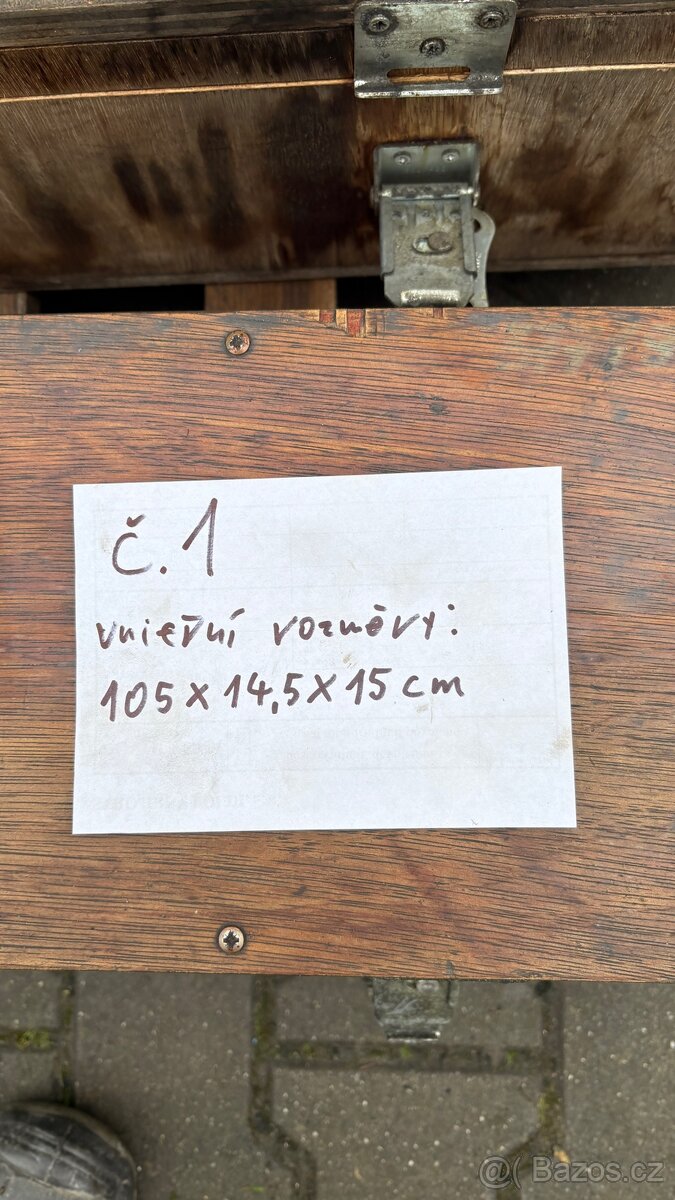 č. 1
vnitřní rozměry:
105 x 14,5 x 15 cm
@( Bazos.cz